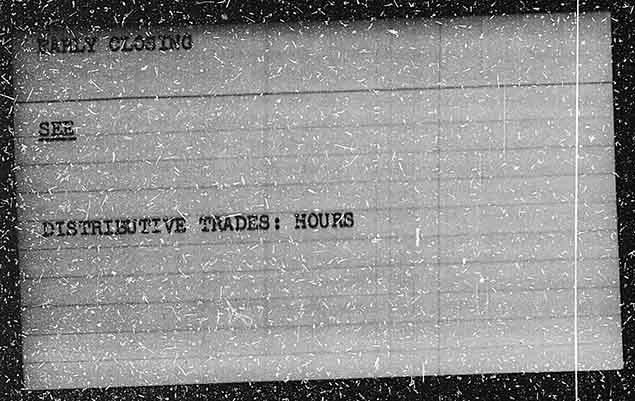 EARLY CLOSING
SEE
DISTRIBUTIVE TRADES: HOURS